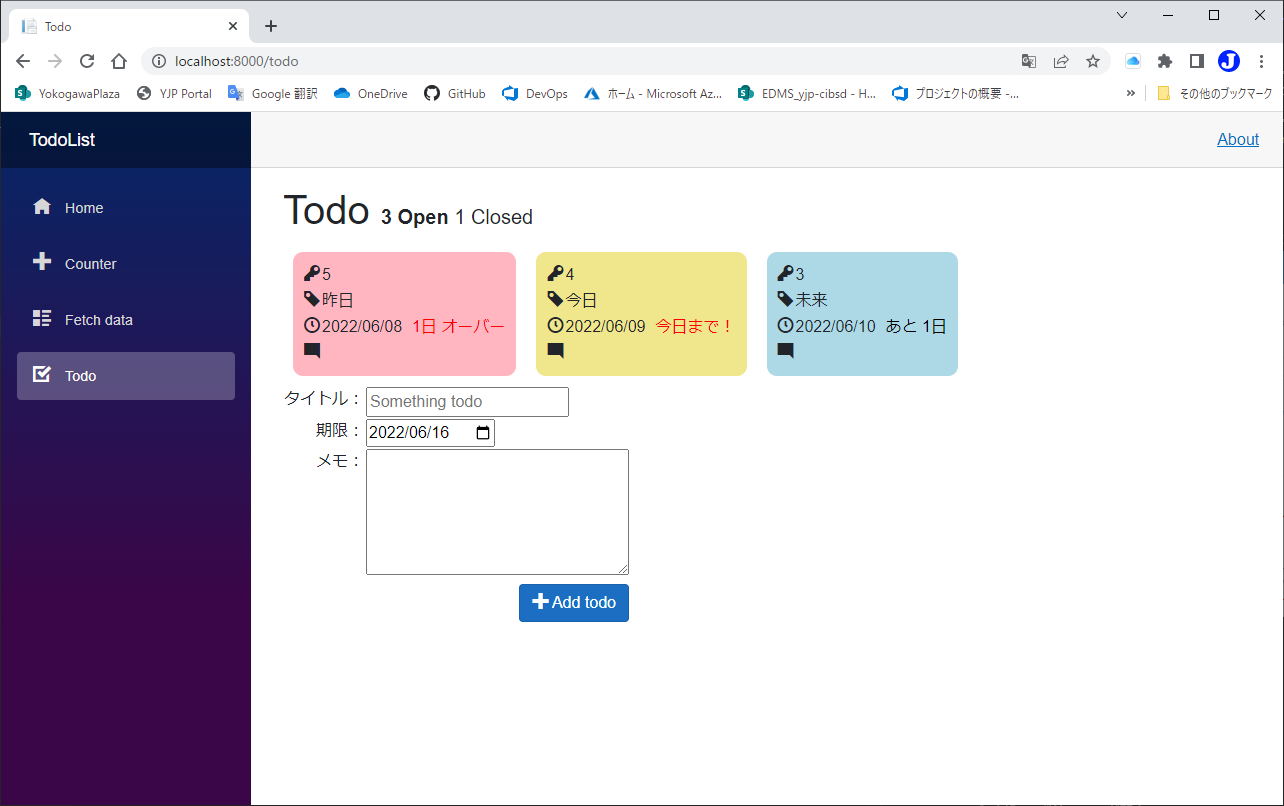 Todo
localhost:8000/todo
J
YokogawaPlaza YJP Portal Google 翻訳 OneDrive GitHub DevOps ホーム - Microsoft Az... EDMS_yjp-cibsd - H... プロジェクトの概要 -... » その他のブックマーク
TodoList
About
Home
Counter
Fetch data
Todo
Todo 3 Open 1 Closed
5
昨日
2022/06/08 1日 オーバー
4
今日
2022/06/09 今日まで！
3
未来
2022/06/10 あと 1日
タイトル： Something todo
期限： 2022/06/16
メモ：
Add todo